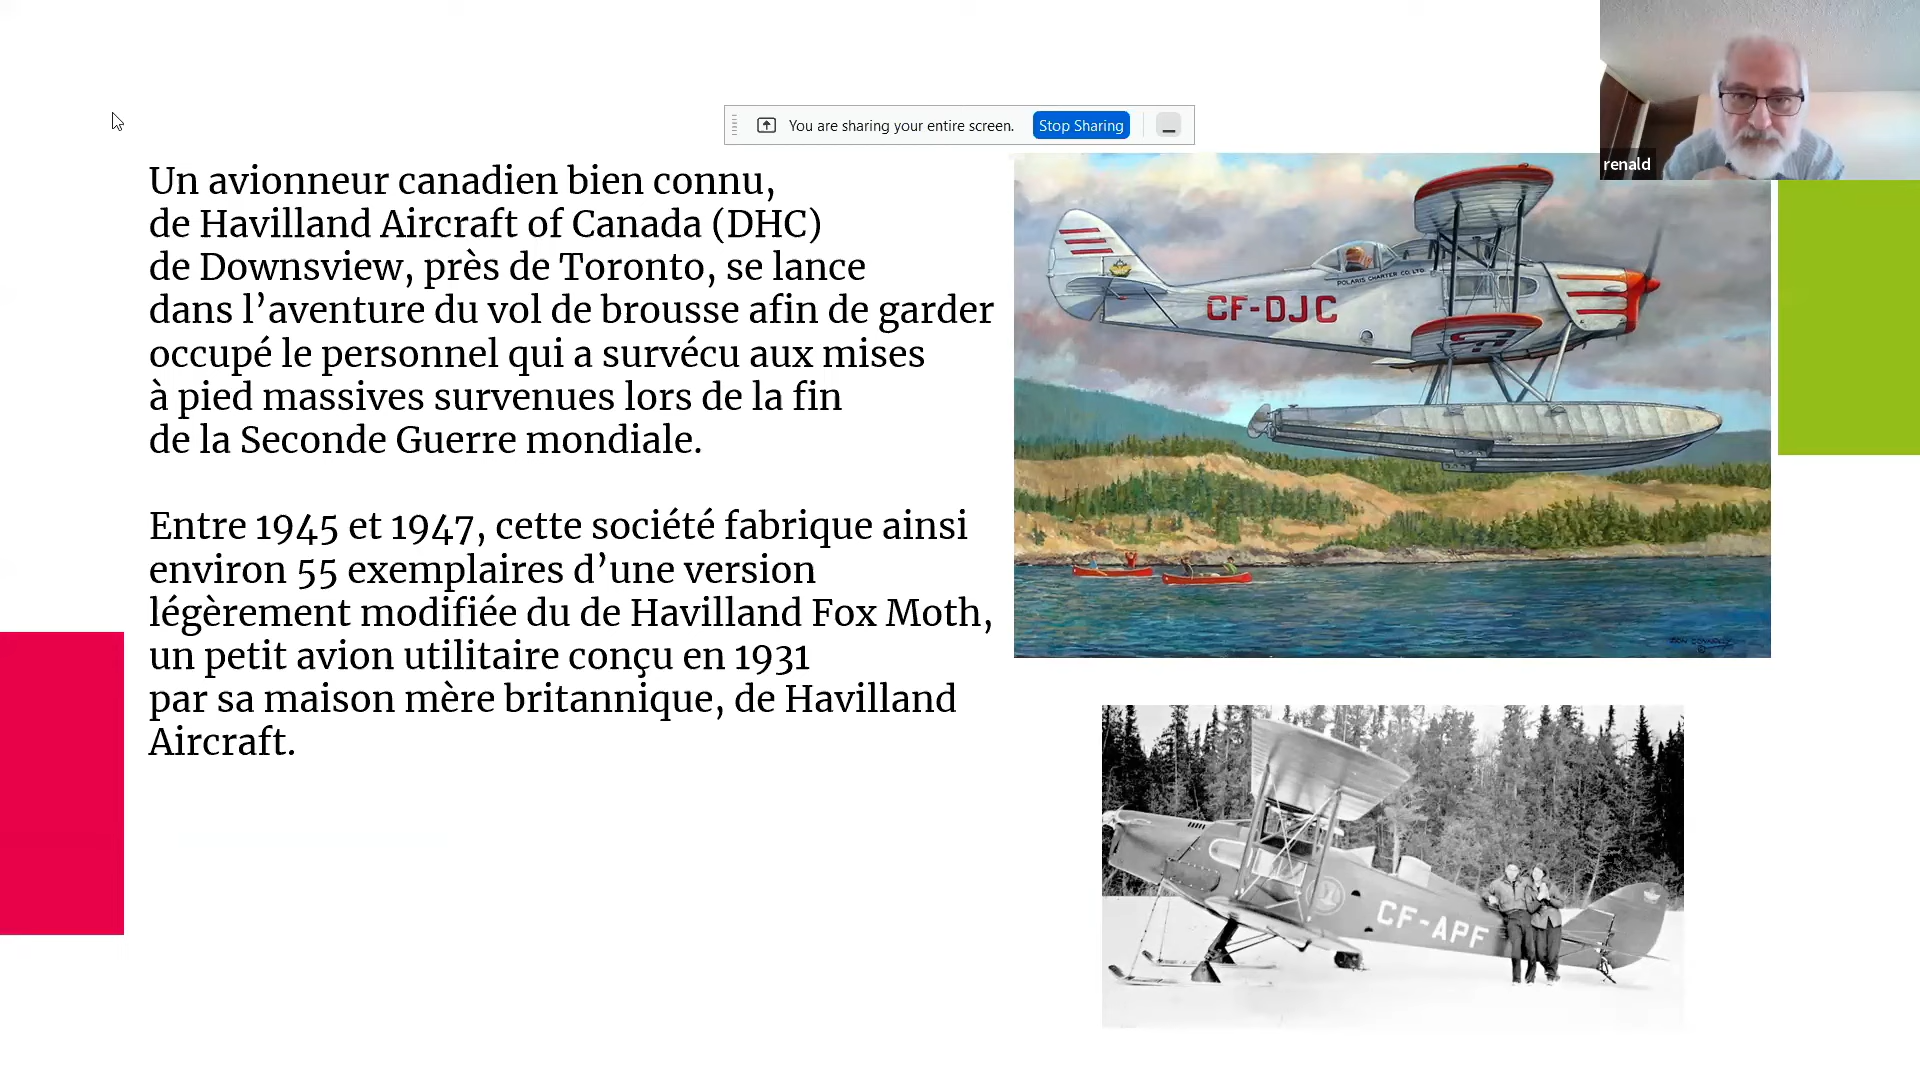 You are sharing your entire screen.
Stop Sharing
renald
Un avionneur canadien bien connu,
de Havilland Aircraft of Canada (DHC)
de Downsview, près de Toronto, se lance
dans l’aventure du vol de brousse afin de garder
occupé le personnel qui a survécu aux mises
à pied massives survenues lors de la fin
de la Seconde Guerre mondiale.
Entre 1945 et 1947, cette société fabrique ainsi
environ 55 exemplaires d’une version
légèrement modifiée du de Havilland Fox Moth,
un petit avion utilitaire conçu en 1931
par sa maison mère britannique, de Havilland
Aircraft.
POLARIS CHARTER CO. LTD.
CF-DJC
CF-APF